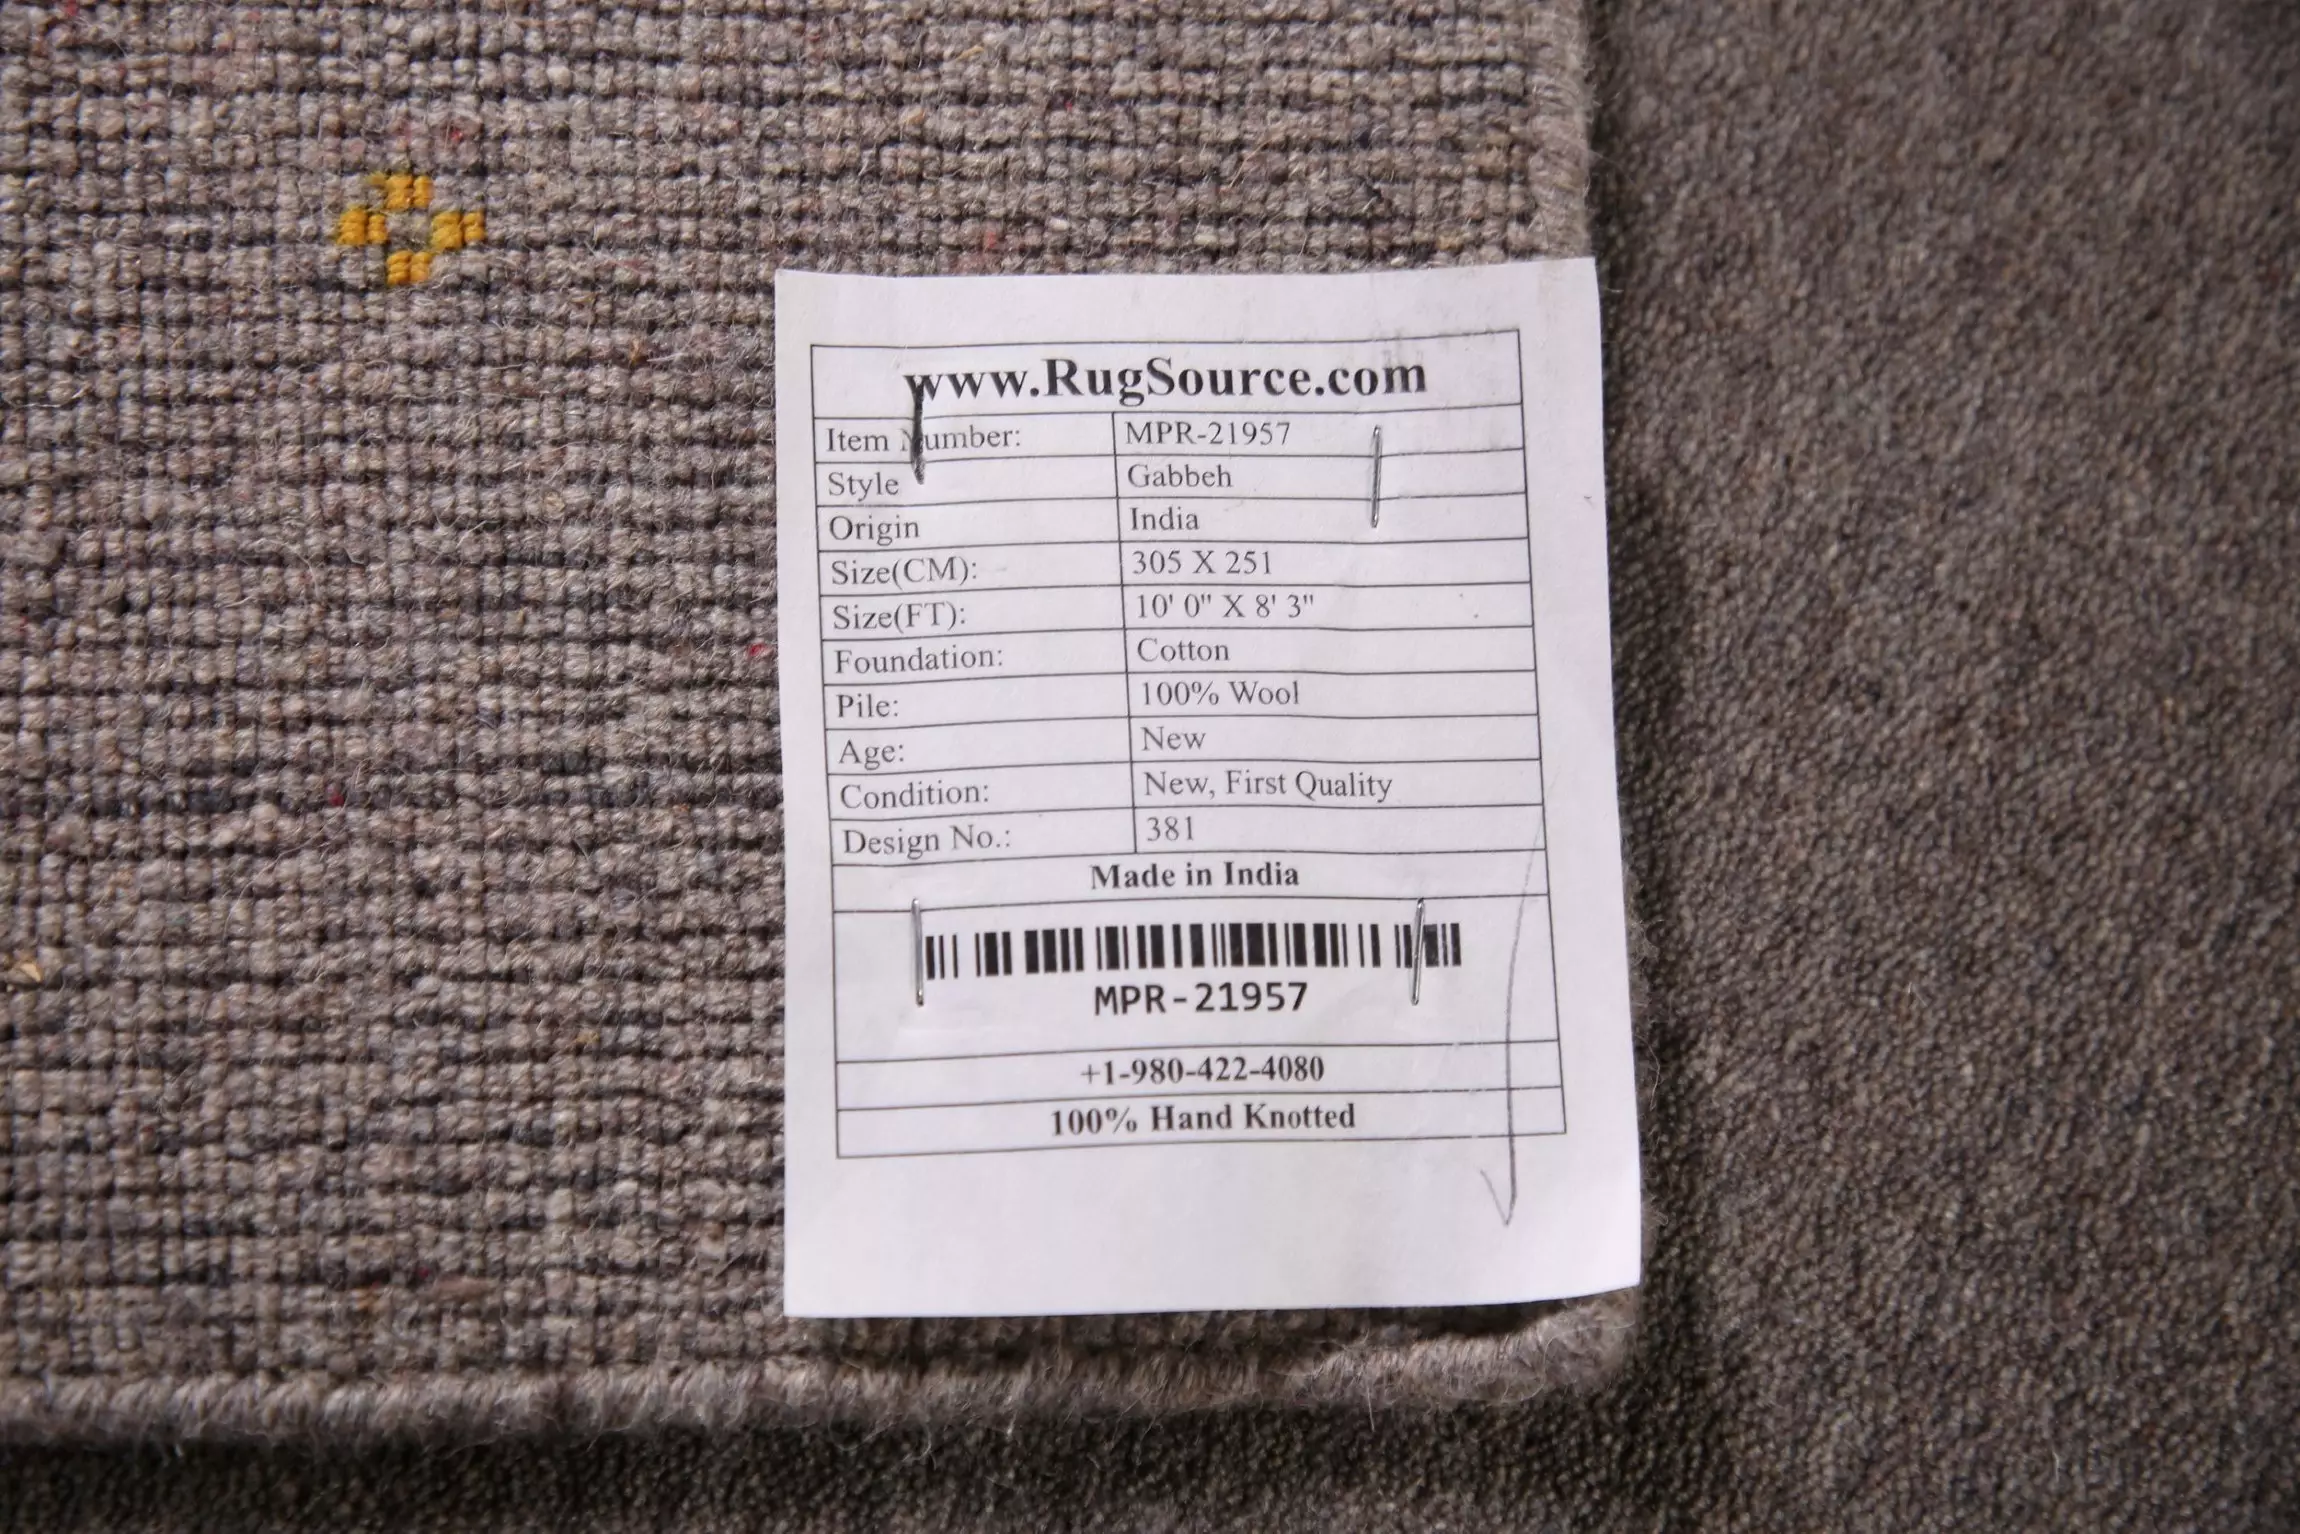 www.RugSource.com
Item Number: MPR-21957
Style Gabbeh
Origin India
Size(CM): 305 X 251
Size(FT): 10' 0" X 8' 3"
Foundation: Cotton
Pile: 100% Wool
Age: New
Condition: New, First Quality
Design No.: 381
Made in India
MPR-21957
+1-980-422-4080
100% Hand Knotted